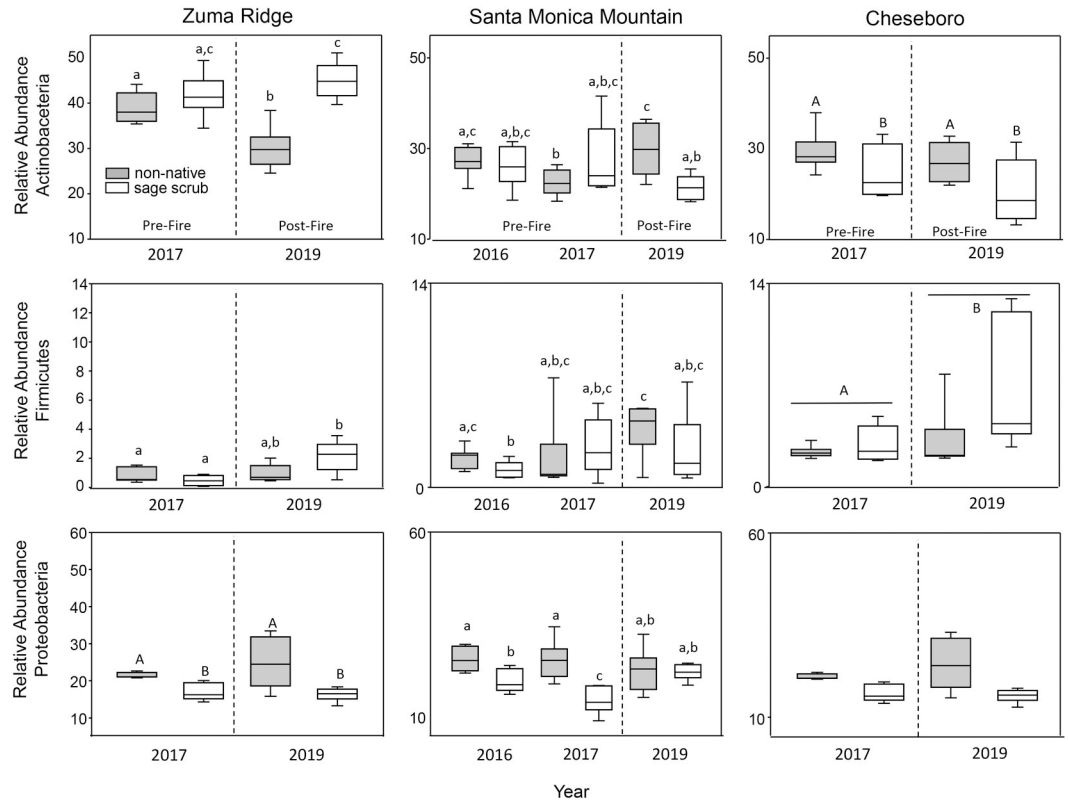 Zuma Ridge
Santa Monica Mountain
Cheseboro
Relative Abundance
Actinobaceteria
50
40
30
20
10
a
a,c
b
c
non-native
sage scrub
Pre-Fire
Post-Fire
2017
2019
50
30
10
a,c
a,b,c
b
a,b,c
c
a,b
Pre-Fire
Post-Fire
2016
2017
2019
50
30
10
A
B
A
B
Pre-Fire
Post-Fire
2017
2019
Relative Abundance
Firmicutes
14
12
10
8
6
4
2
0
a
a
a,b
b
2017
2019
14
0
a,c
b
a,b,c
a,b,c
c
a,b,c
2016
2017
2019
14
0
A
B
2017
2019
Relative Abundance
Proteobacteria
60
50
40
30
20
10
A
B
A
B
2017
2019
60
10
a
b
a
c
a,b
a,b
2016
2017
2019
60
10
2017
2019
Year